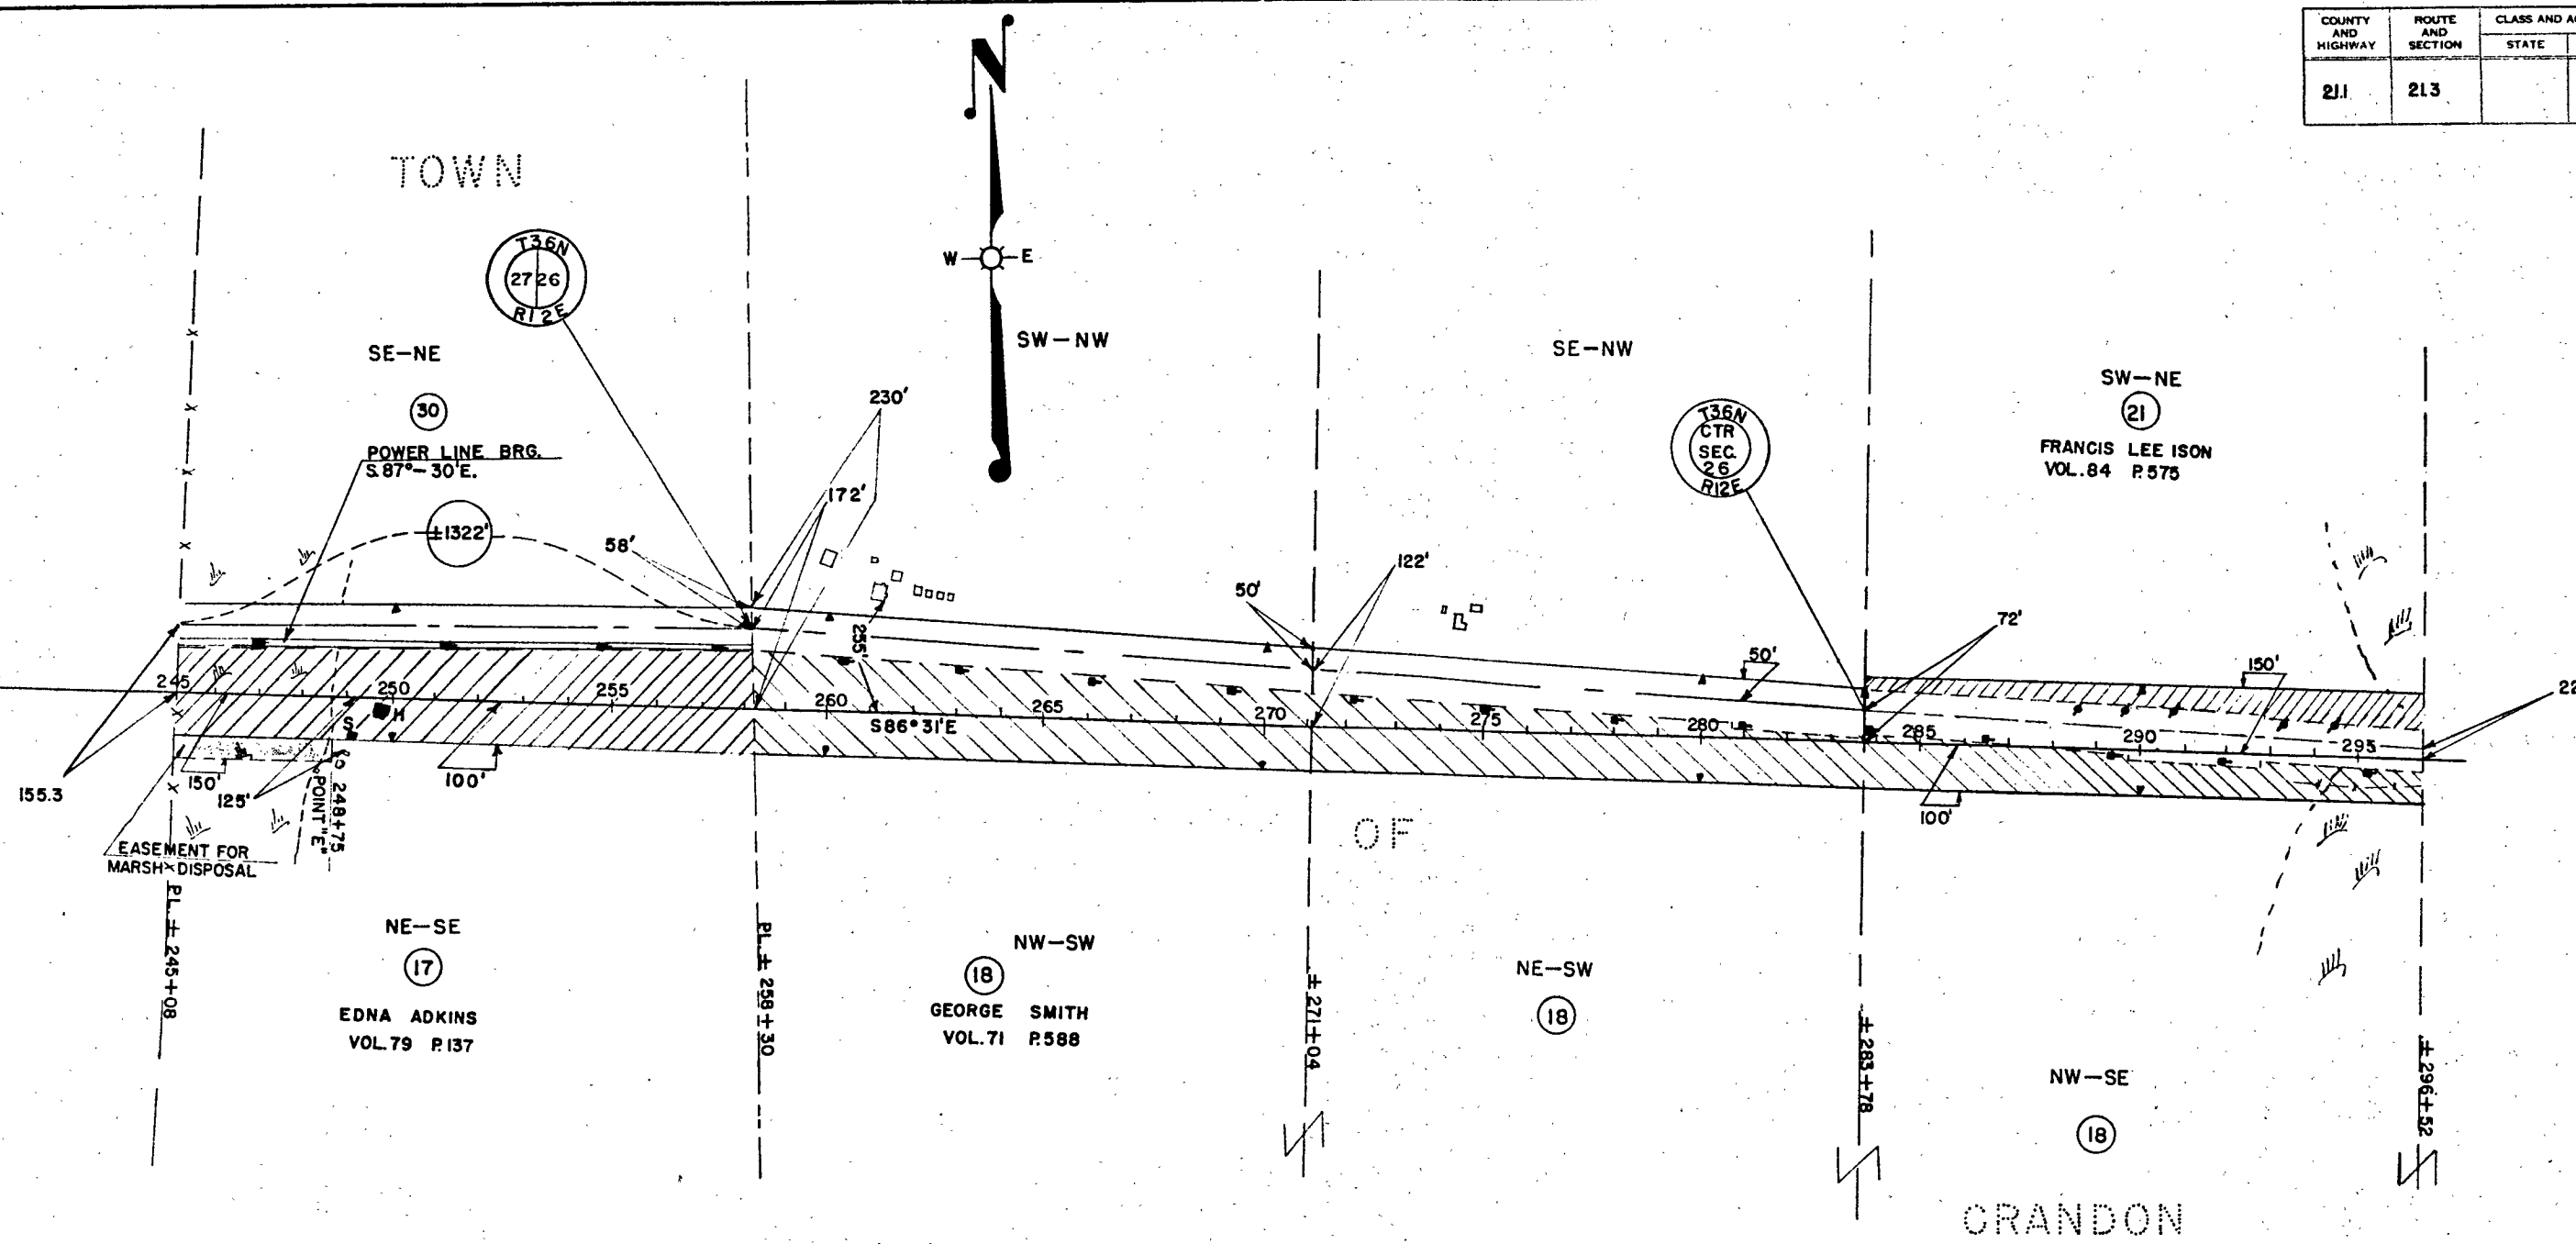 COUNTY AND HIGHWAY
ROUTE AND SECTION
STATE
21.1
21.3
TOWN
N
W E
T36N
27 26
R12E
SE-NE
30
POWER LINE BRG.
S.87°-30'E.
±1322'
58'
172'
230'
255'
SW-NW
SE-NW
50'
122'
T36N
CTR
SEC.
26
R12E
SW-NE
21
FRANCIS LEE ISON
VOL.84 P.575
72'
50'
150'
245
250
255
260
265
270
275
280
285
290
295
S H
S86°31'E
155.3
150'
125'
100'
100'
POINT "E"
248+75
EASEMENT FOR
MARSH DISPOSAL
OF
PL. ± 245+08
NE-SE
17
EDNA ADKINS
VOL.79 P.137
PL. ± 258+30
NW-SW
18
GEORGE SMITH
VOL.71 P.588
± 271+04
NE-SW
18
± 283+78
NW-SE
18
± 296+52
GRANDON